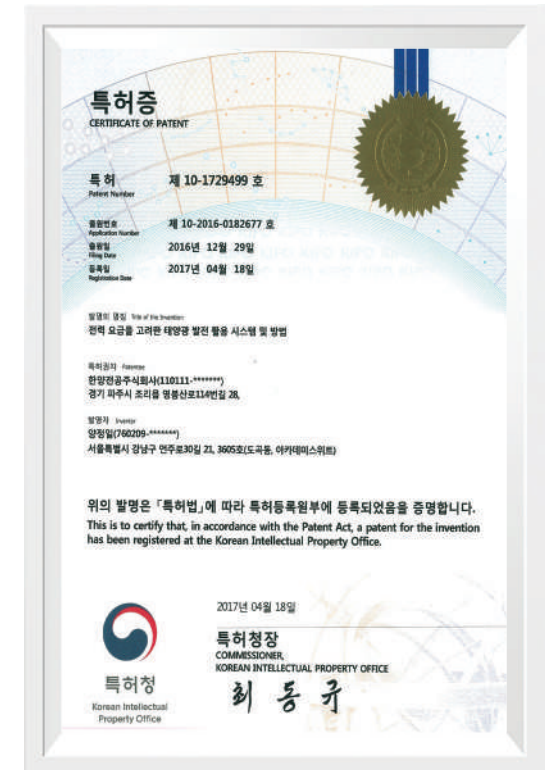 특허증
CERTIFICATE OF PATENT
특허 제 10-1729499 호
Patent Number
출원번호 제 10-2016-0182677 호
Application Number
출원일 2016년 12월 29일
Filing Date
등록일 2017년 04월 18일
Registration Date
발명의 명칭 Title of the Invention
전력 요금을 고려한 태양광 발전 활용 시스템 및 방법
특허권자 Patentee
한양전공주식회사(110111-*******)
경기 파주시 조리읍 명봉산로114번길 28,
발명자 Inventor
양정일(760209-*******)
서울특별시 강남구 언주로30길 21, 3605호(도곡동, 아카데미스위트)
위의 발명은 「특허법」에 따라 특허등록원부에 등록되었음을 증명합니다.
This is to certify that, in accordance with the Patent Act, a patent for the invention
has been registered at the Korean Intellectual Property Office.
2017년 04월 18일
특허청장
COMMISSIONER,
KOREAN INTELLECTUAL PROPERTY OFFICE
최동규
특허청
Korean Intellectual
Property Office